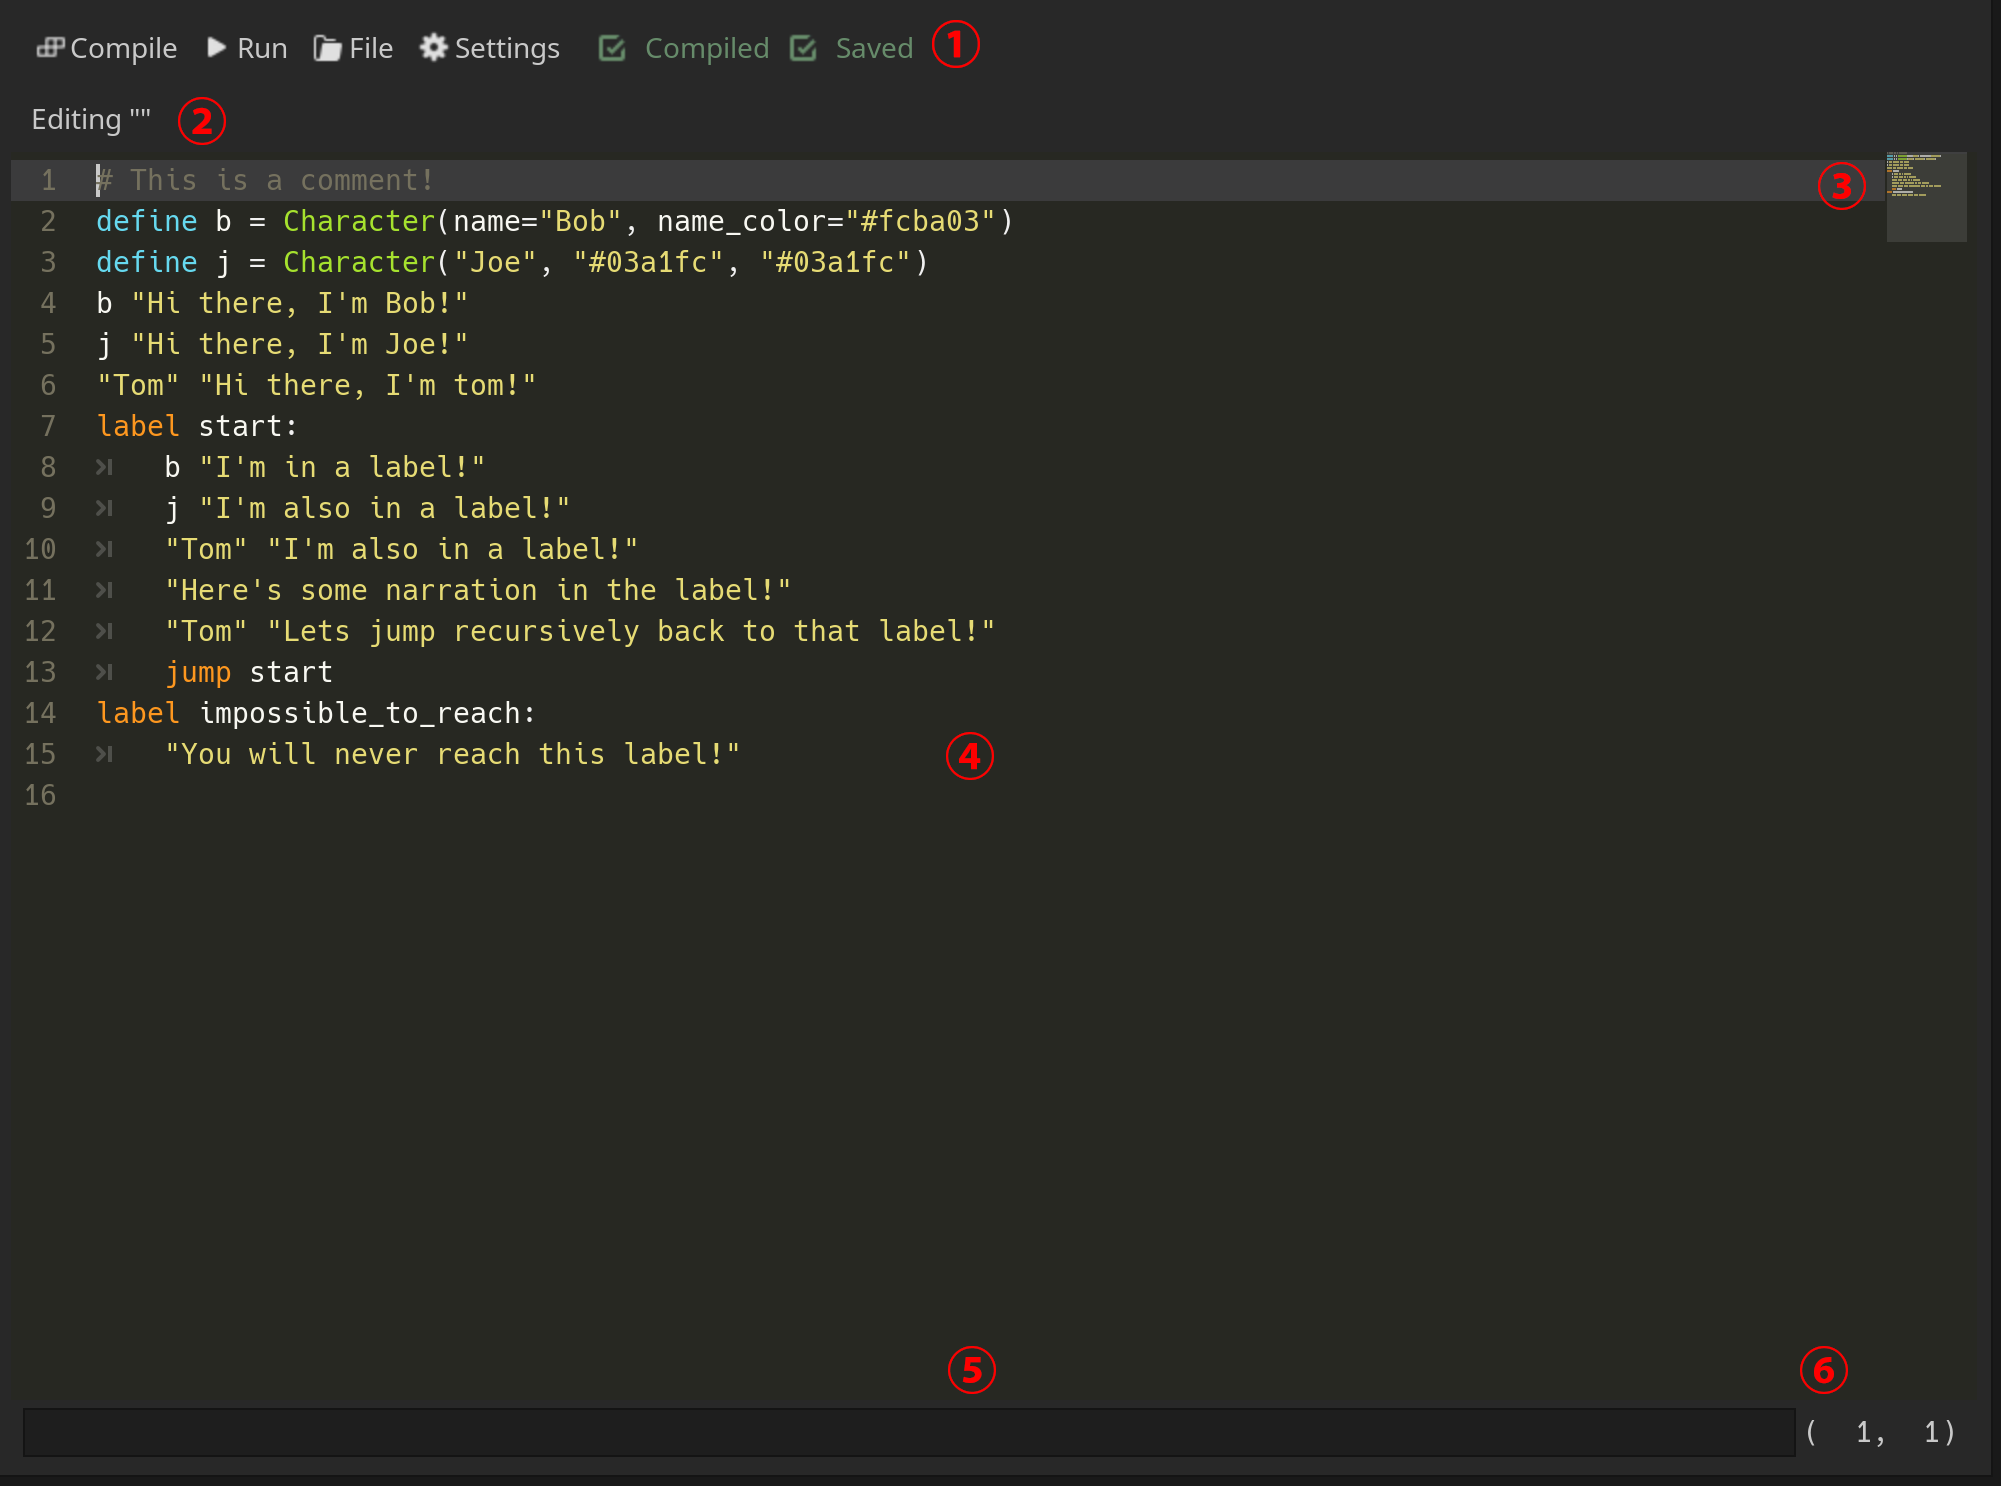 Compile Run File Settings Compiled Saved ①
Editing "" ②
1 # This is a comment! ③
2 define b = Character(name="Bob", name_color="#fcba03")
3 define j = Character("Joe", "#03a1fc", "#03a1fc")
4 b "Hi there, I'm Bob!"
5 j "Hi there, I'm Joe!"
6 "Tom" "Hi there, I'm tom!"
7 label start:
8 b "I'm in a label!"
9 j "I'm also in a label!"
10 "Tom" "I'm also in a label!"
11 "Here's some narration in the label!"
12 "Tom" "Lets jump recursively back to that label!"
13 jump start
14 label impossible_to_reach:
15 "You will never reach this label!" ④
16
⑤ ⑥
( 1, 1)